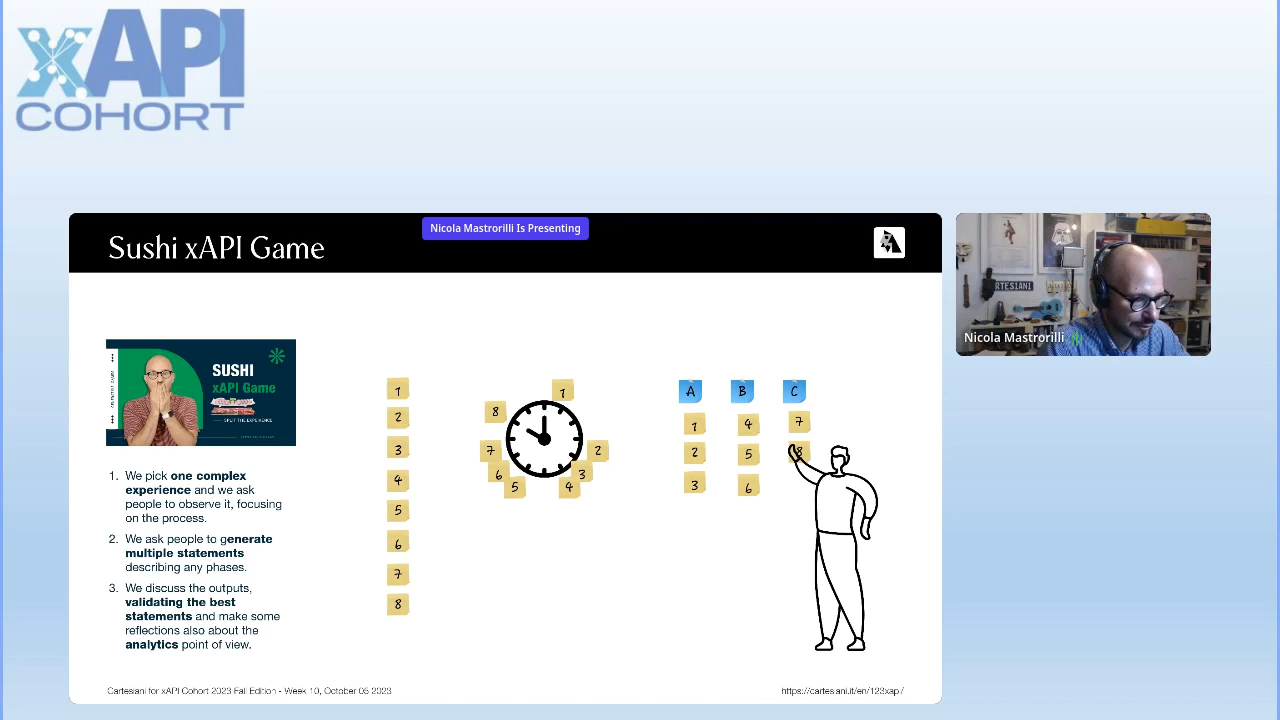 xAPI
COHORT
Nicola Mastrorilli Is Presenting
Sushi xAPI Game
SUSHI
xAPI Game
SPLIT THE EXPERIENCE
1. We pick one complex
experience and we ask
people to observe it, focusing
on the process.
2. We ask people to generate
multiple statements
describing any phases.
3. We discuss the outputs,
validating the best
statements and make some
reflections also about the
analytics point of view.
1
2
3
4
5
6
7
8
1
2
3
4
5
6
7
8
A B C
1 4 7
2 5 8
3 6
Cartesiani for xAPI Cohort 2023 Fall Edition - Week 10, October 05 2023
https://cartesiani.it/en/123xapi/
RTESIANI
Nicola Mastrorilli